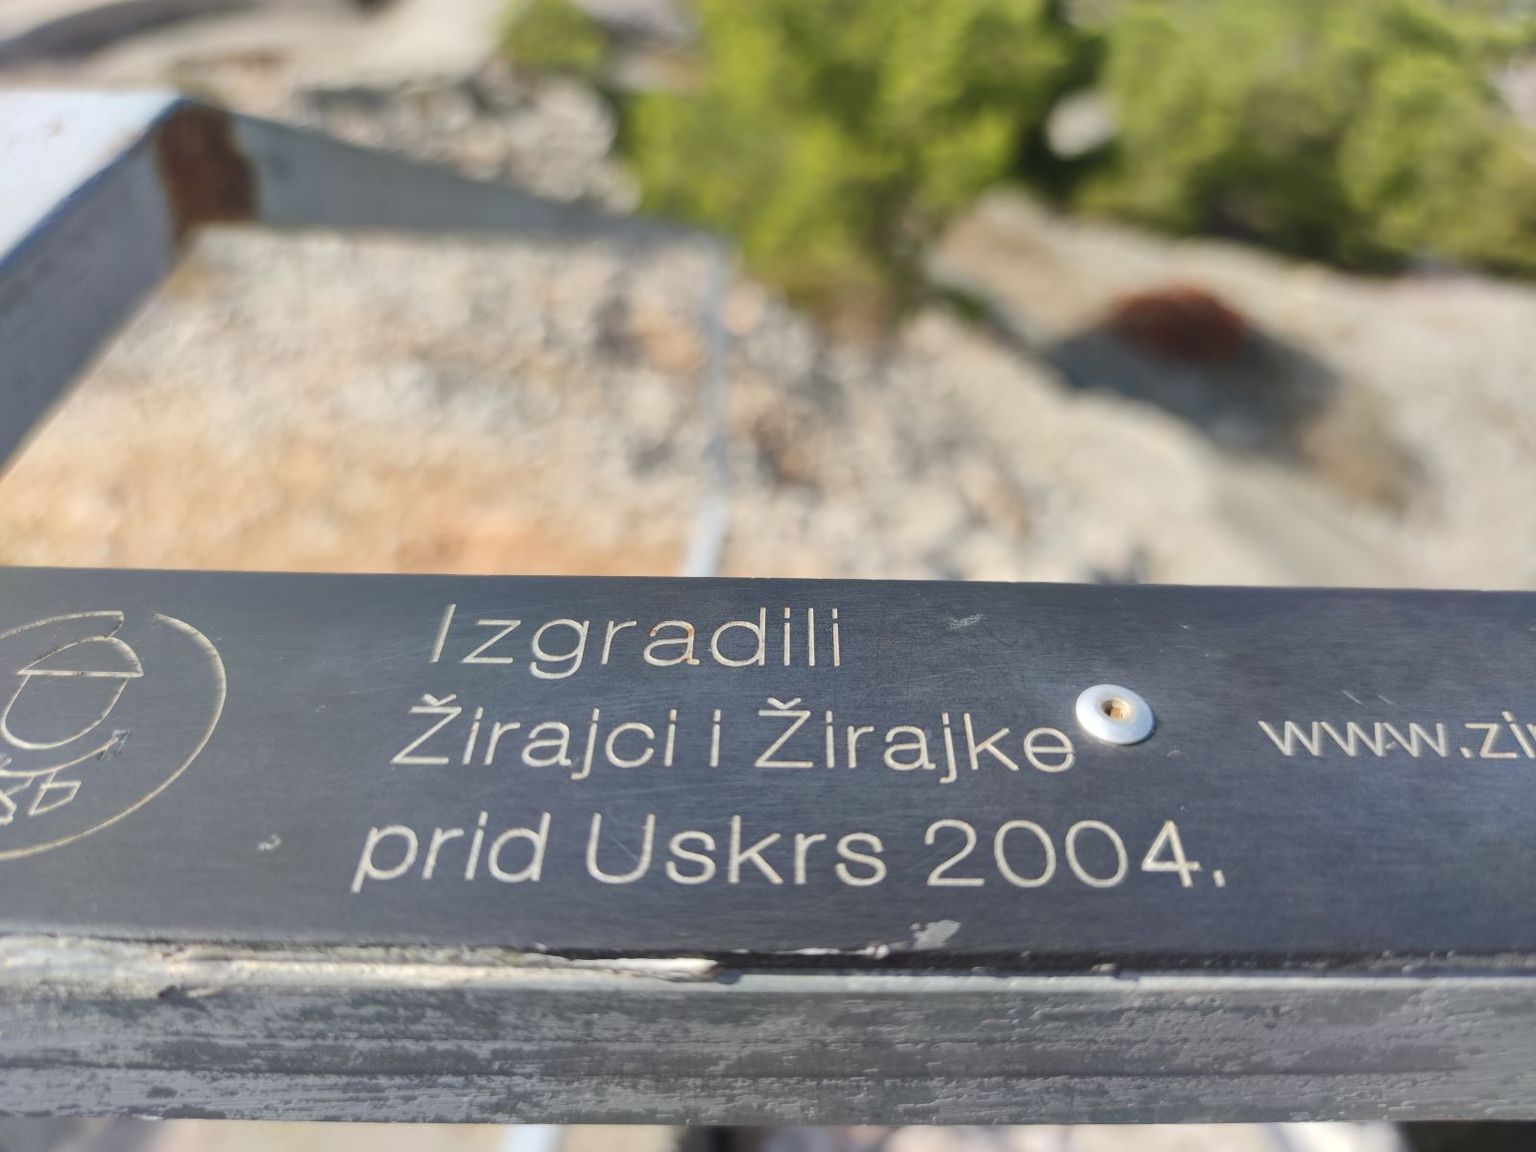 Izgradili
Žirajci i Žirajke
prid Uskrs 2004.